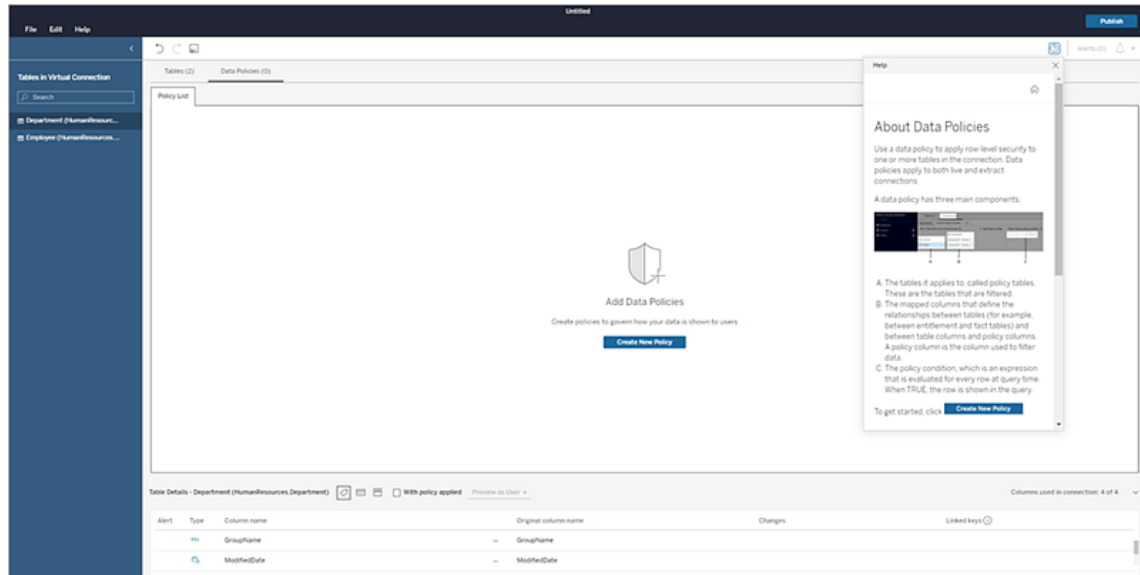 Untitled
File Edit Help
Publish
Alerts (0)
Tables in Virtual Connection
Search
Department (HumanResourc...
Employee (HumanResources....
Tables (2) Data Policies (0)
Policy List
Add Data Policies
Create policies to govern how your data is shown to users
Create New Policy
Help
About Data Policies
Use a data policy to apply row-level security to
one or more tables in the connection. Data
policies apply to both live and extract
connections.
A data policy has three main components:
A
B
C
A. The tables it applies to, called policy tables.
These are the tables that are filtered.
B. The mapped columns that define the
relationships between tables (for example,
between entitlement and fact tables) and
between table columns and policy columns.
A policy column is the column used to filter
data.
C. The policy condition, which is an expression
that is evaluated for every row at query time.
When TRUE, the row is shown in the query.
To get started, click Create New Policy
Table Details - Department (HumanResources.Department) With policy applied Preview as User Columns used in connection: 4 of 4
Alert Type Column name Original column name Changes Linked keys
Abc GroupName GroupName
ModifiedDate ModifiedDate